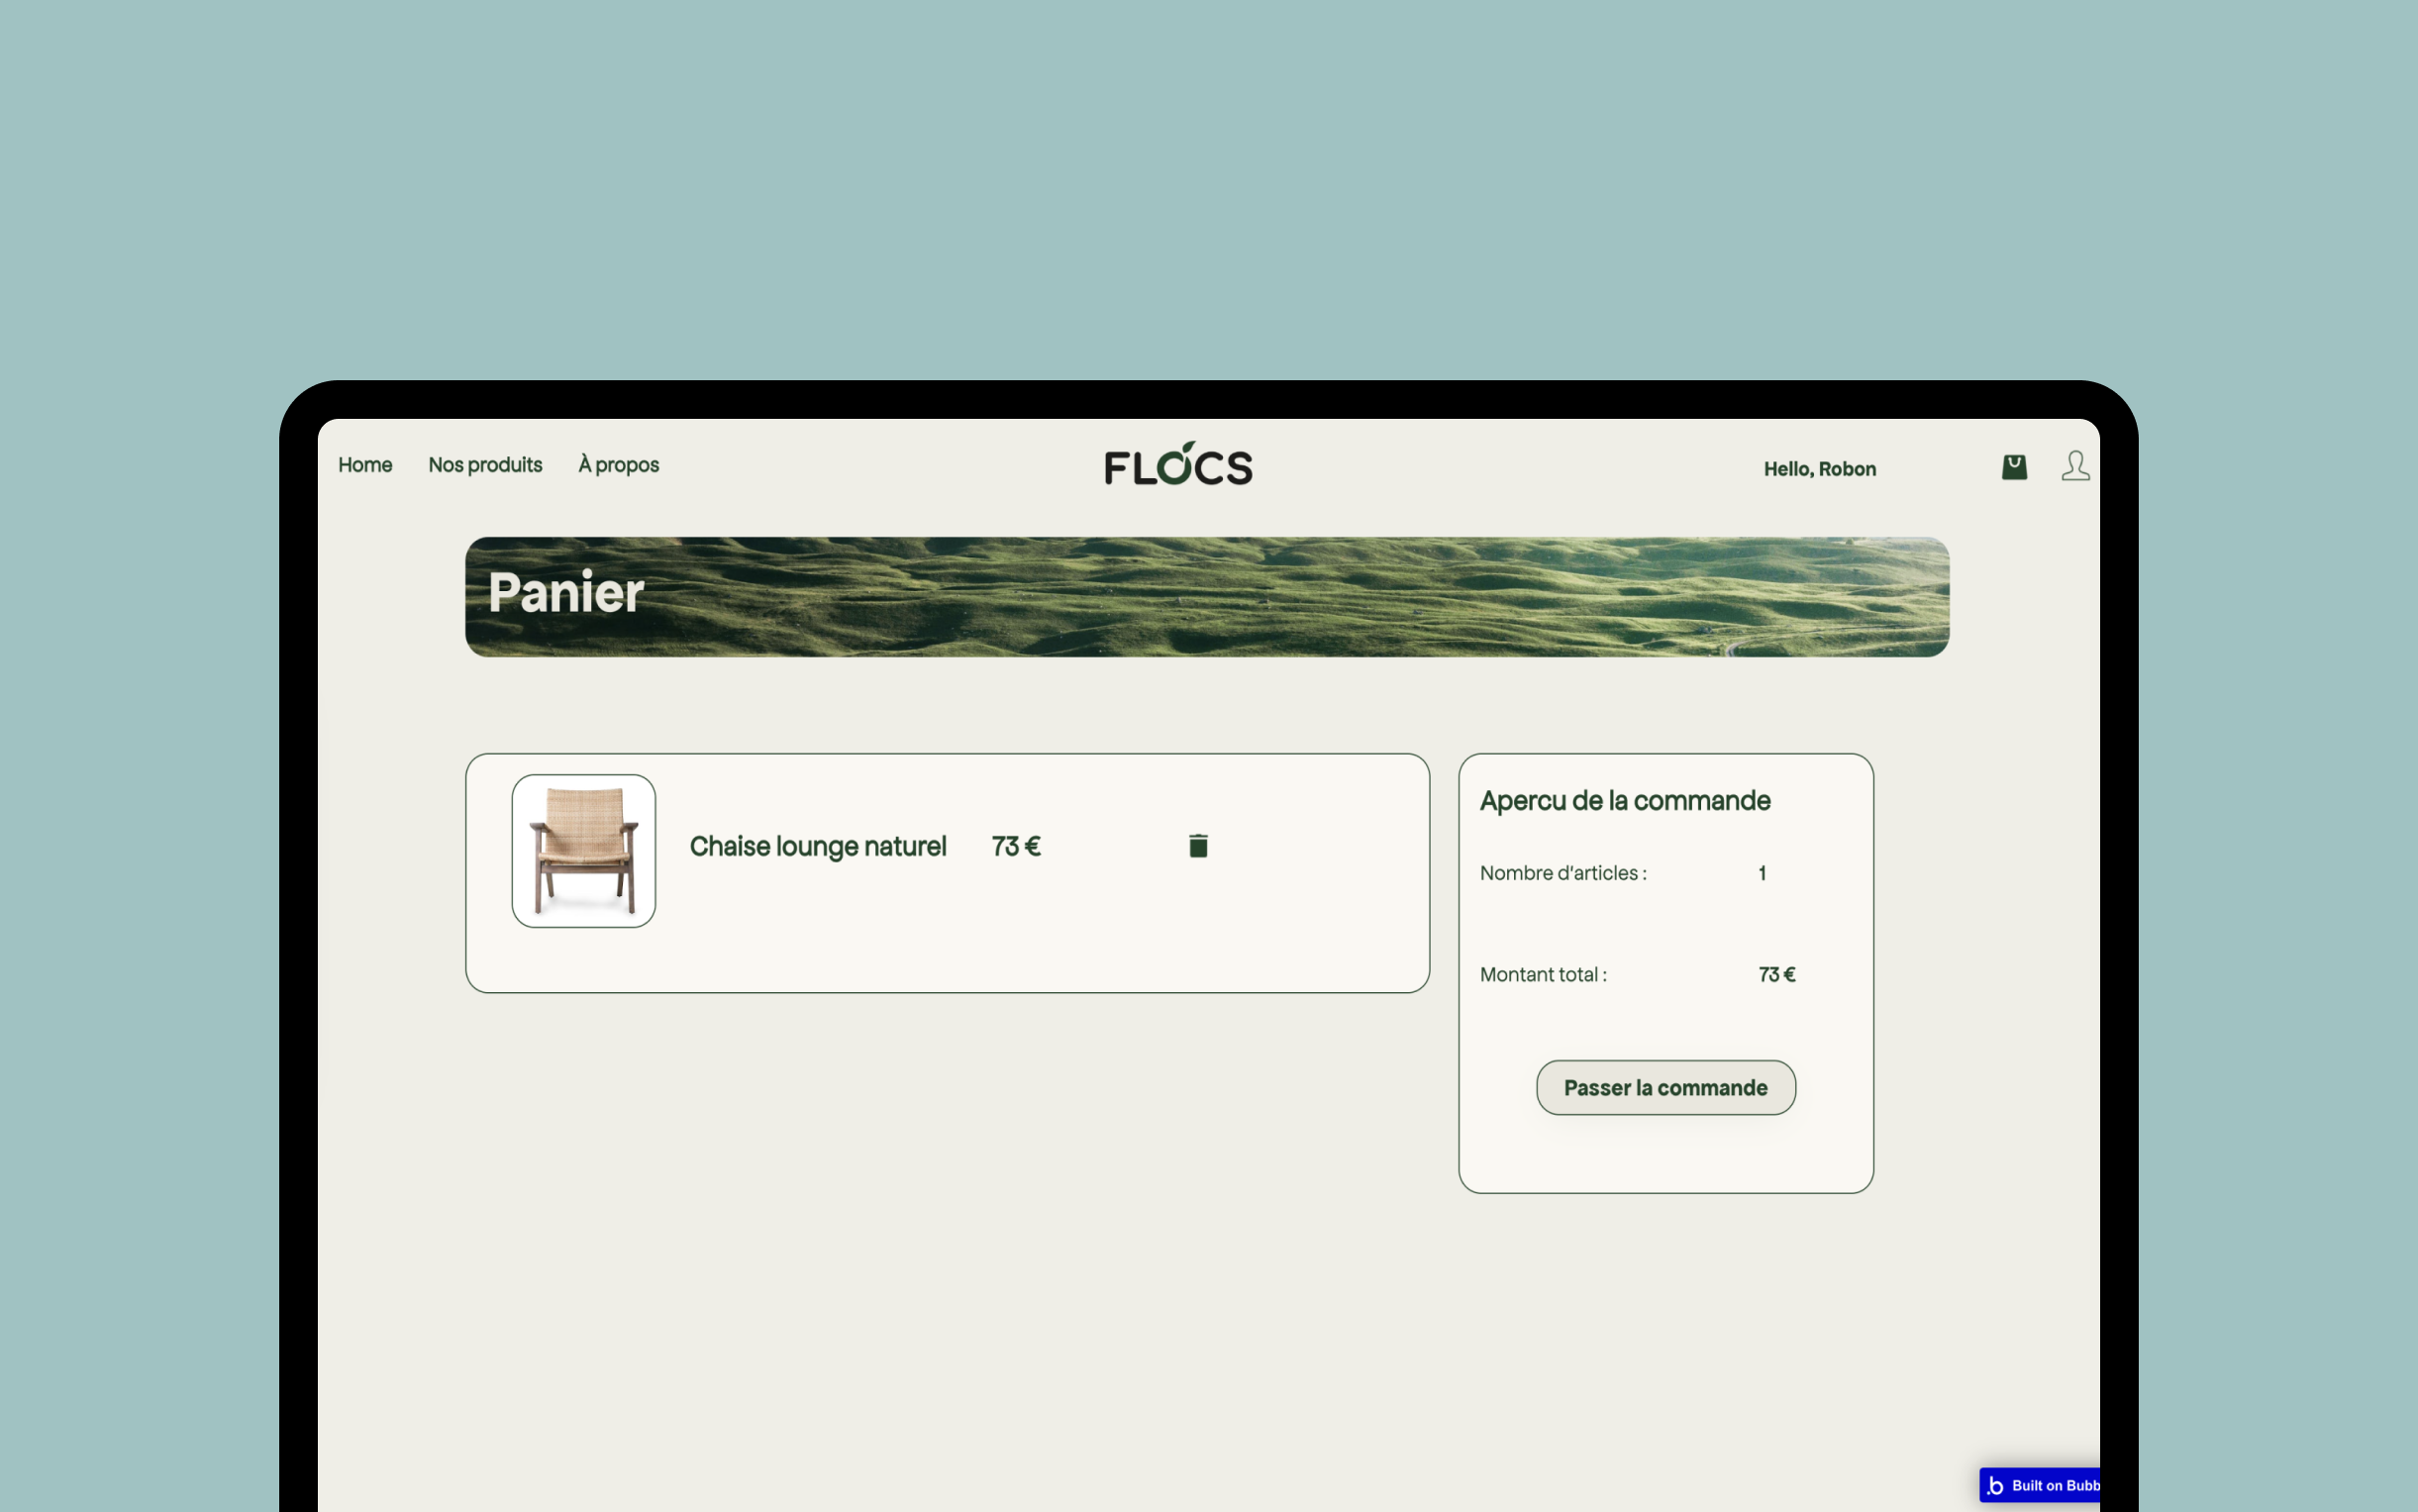 Home Nos produits À propos FLOCS Hello, Robon
Panier
Chaise lounge naturel 73 €
Apercu de la commande
Nombre d'articles : 1
Montant total : 73 €
Passer la commande
b Built on Bubb